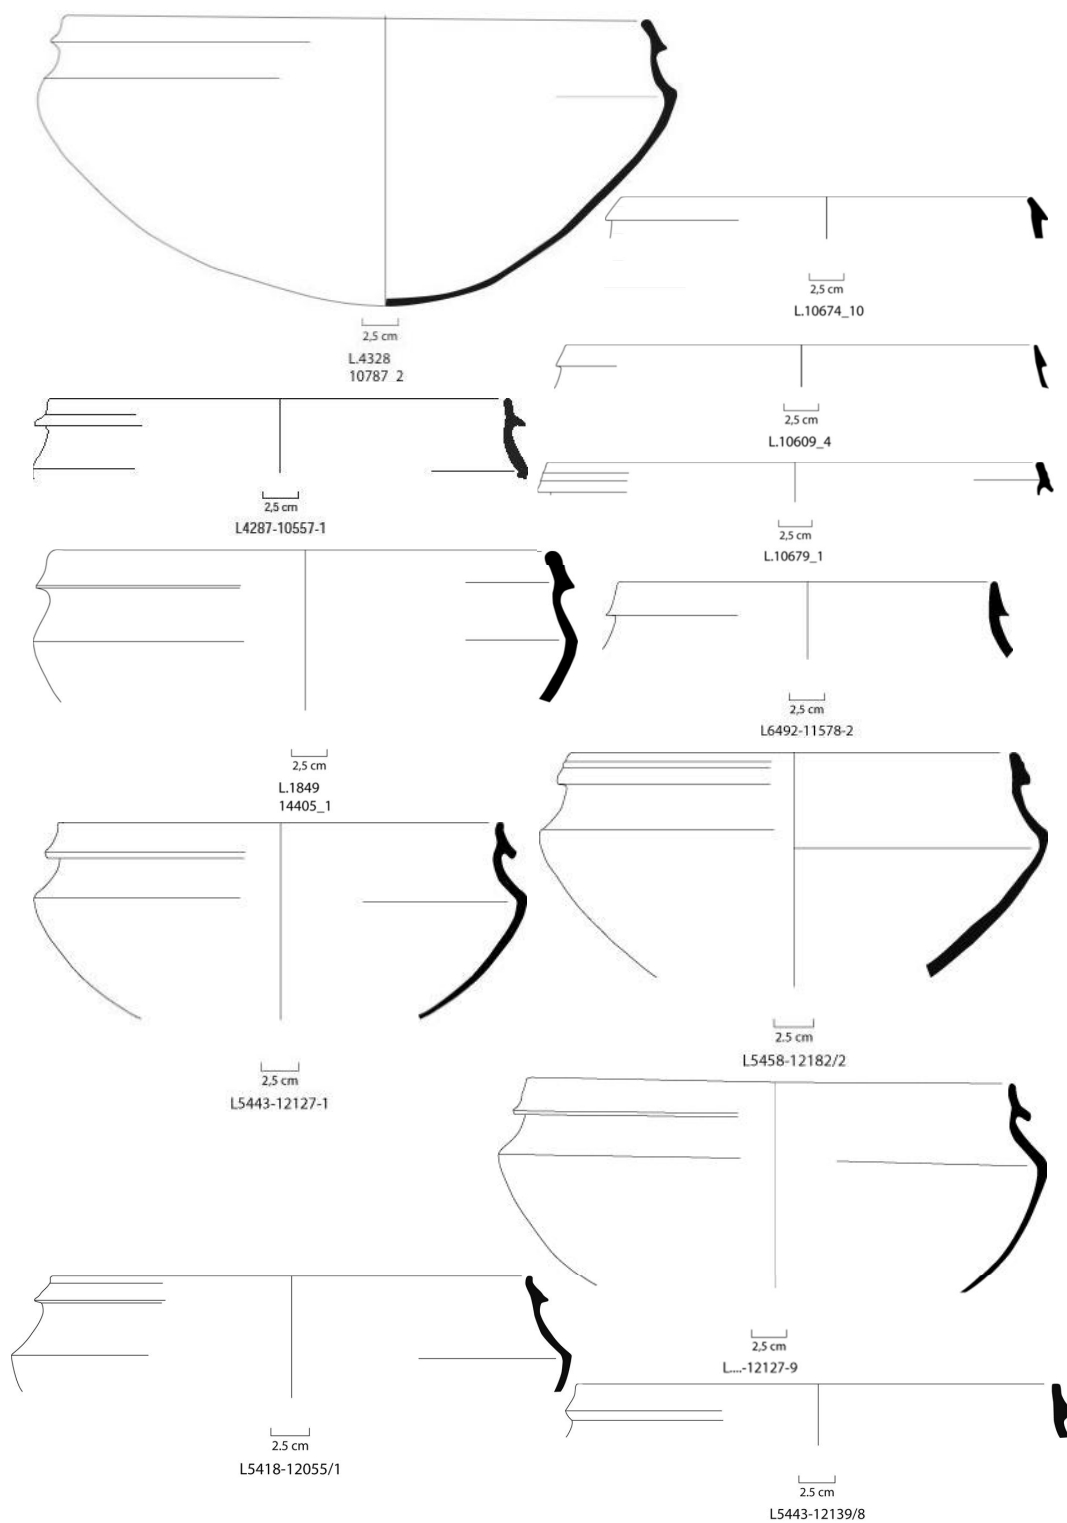 2,5 cm
L.4328
10787_2
2,5 cm
L.10674_10
2,5 cm
L.10609_4
2,5 cm
L4287-10557-1
2,5 cm
L.10679_1
2,5 cm
L.1849
14405_1
2,5 cm
L6492-11578-2
2,5 cm
L5443-12127-1
2.5 cm
L5458-12182/2
2,5 cm
L....-12127-9
2.5 cm
L5418-12055/1
2.5 cm
L5443-12139/8